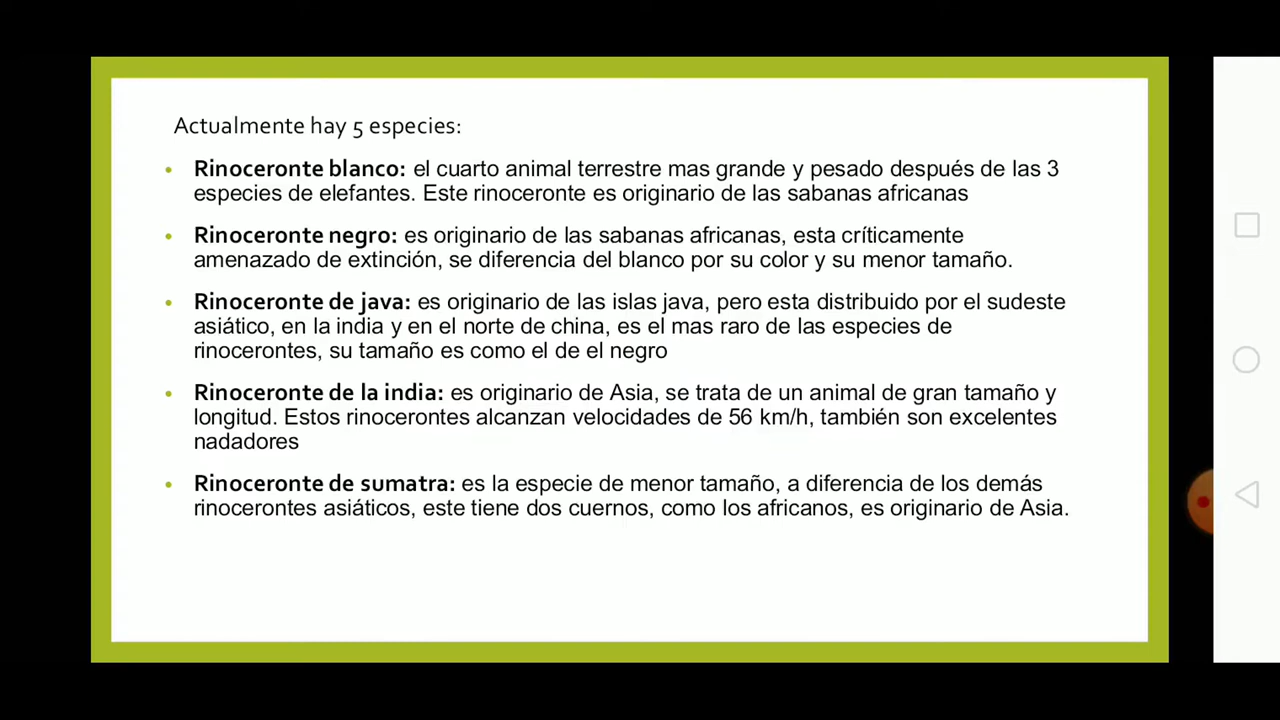 Actualmente hay 5 especies:
• Rinoceronte blanco: el cuarto animal terrestre mas grande y pesado después de las 3
especies de elefantes. Este rinoceronte es originario de las sabanas africanas
• Rinoceronte negro: es originario de las sabanas africanas, esta críticamente
amenazado de extinción, se diferencia del blanco por su color y su menor tamaño.
• Rinoceronte de java: es originario de las islas java, pero esta distribuido por el sudeste
asiático, en la india y en el norte de china, es el mas raro de las especies de
rinocerontes, su tamaño es como el de el negro
• Rinoceronte de la india: es originario de Asia, se trata de un animal de gran tamaño y
longitud. Estos rinocerontes alcanzan velocidades de 56 km/h, también son excelentes
nadadores
• Rinoceronte de sumatra: es la especie de menor tamaño, a diferencia de los demás
rinocerontes asiáticos, este tiene dos cuernos, como los africanos, es originario de Asia.